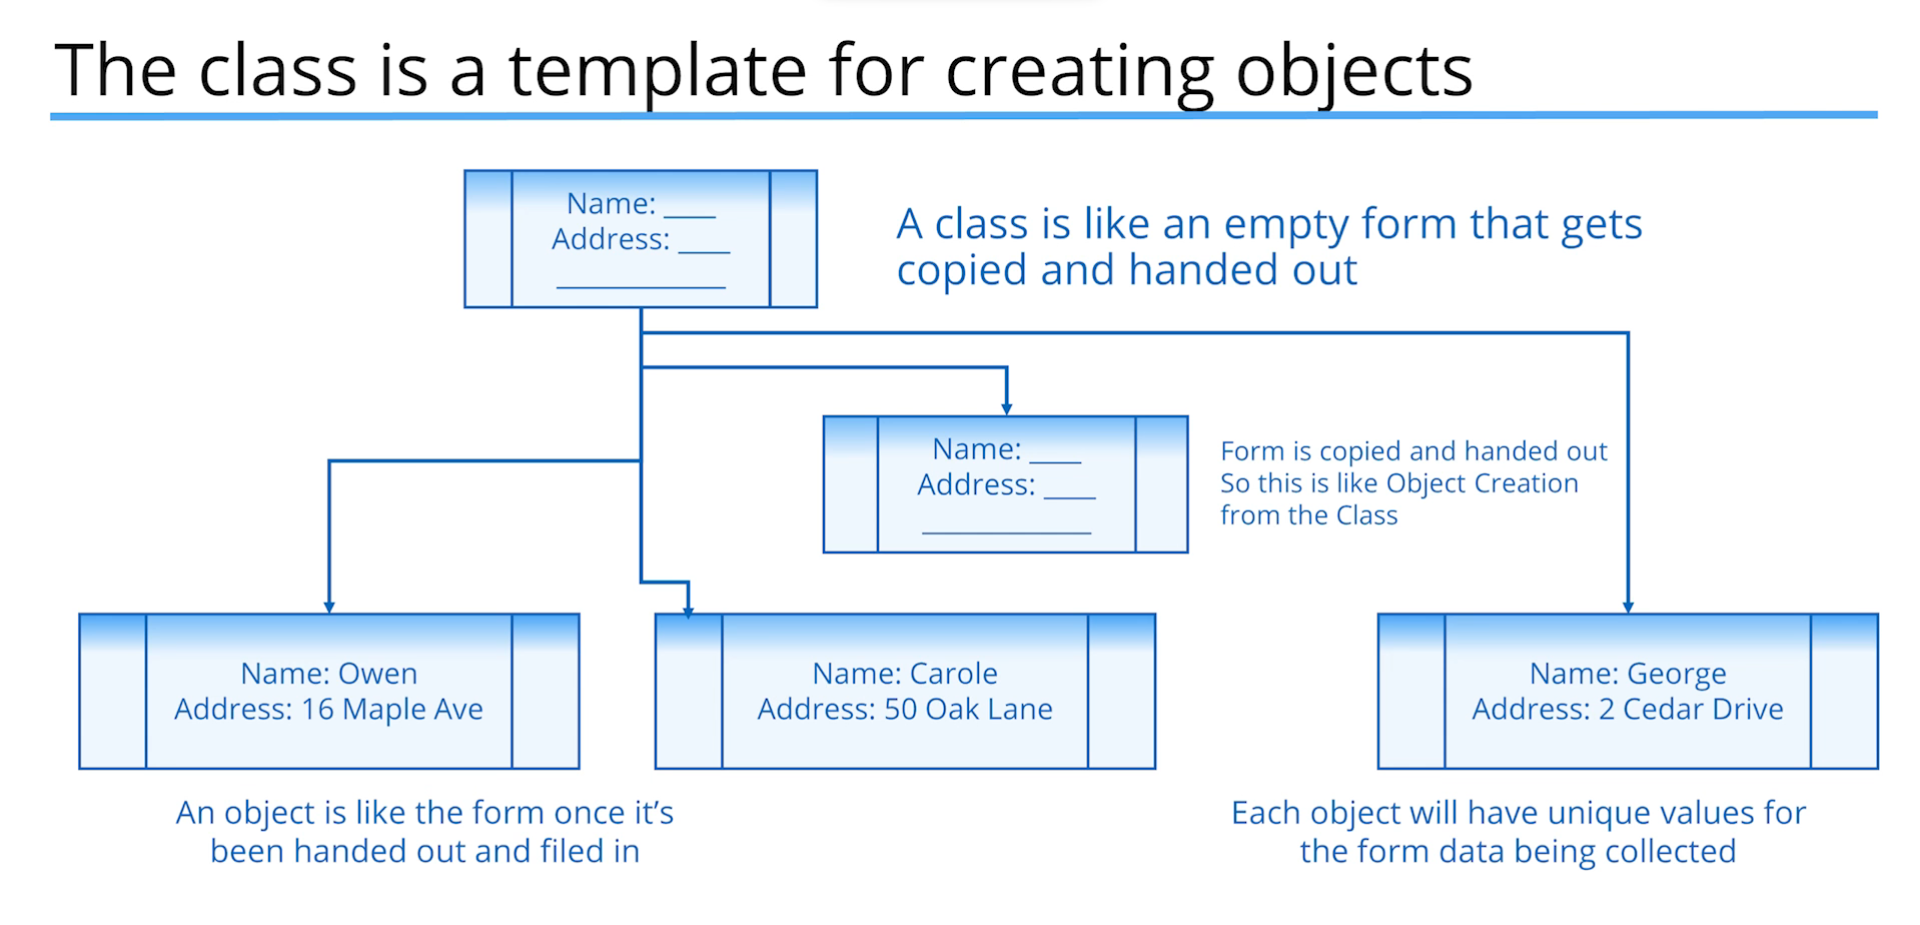 The class is a template for creating objects
Name: ____
Address: ____
_____________
A class is like an empty form that gets
copied and handed out
Name: ____
Address: ____
_____________
Form is copied and handed out
So this is like Object Creation
from the Class
Name: Owen
Address: 16 Maple Ave
Name: Carole
Address: 50 Oak Lane
Name: George
Address: 2 Cedar Drive
An object is like the form once it’s
been handed out and filed in
Each object will have unique values for
the form data being collected